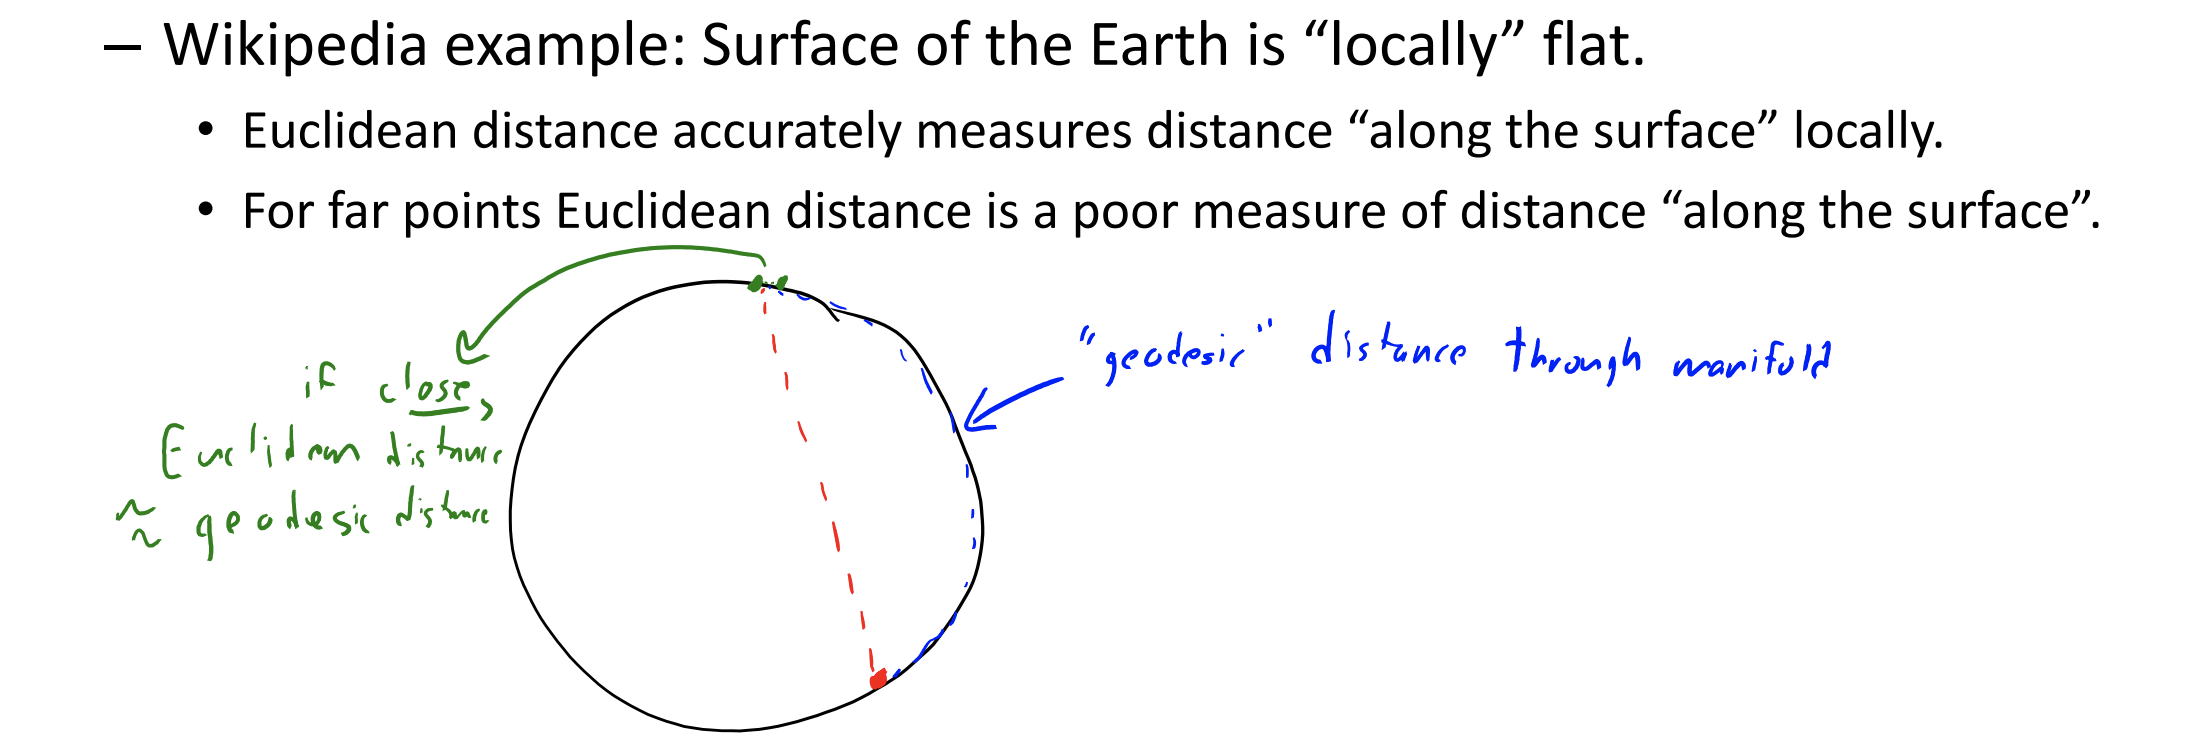 – Wikipedia example: Surface of the Earth is “locally” flat.
• Euclidean distance accurately measures distance “along the surface” locally.
• For far points Euclidean distance is a poor measure of distance “along the surface”.
"geodesic" distance through manifold
if close,
Euclidean distance
≈ geodesic distance